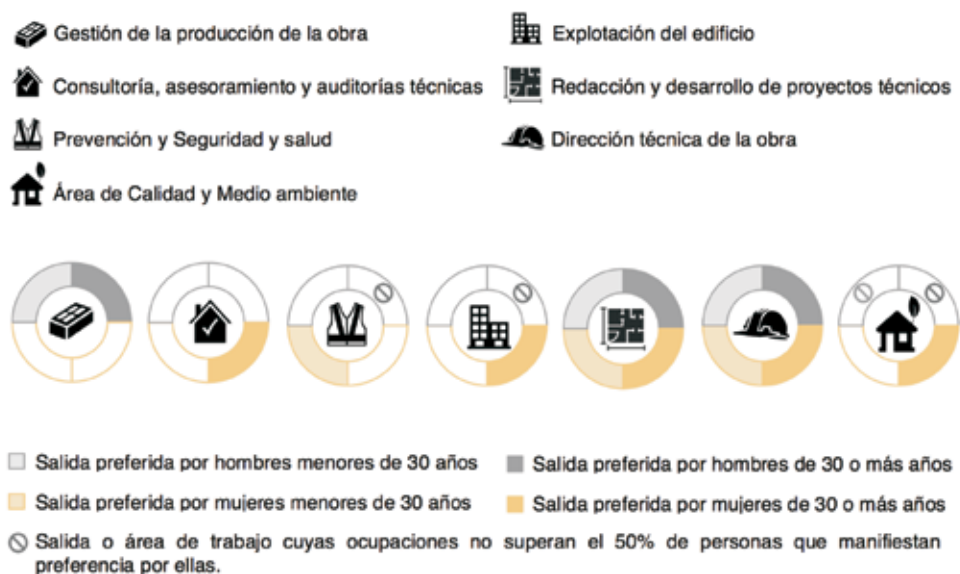 Gestión de la producción de la obra
Explotación del edificio
Consultoría, asesoramiento y auditorías técnicas
Redacción y desarrollo de proyectos técnicos
Prevención y Seguridad y salud
Dirección técnica de la obra
Área de Calidad y Medio ambiente
Salida preferida por hombres menores de 30 años
Salida preferida por hombres de 30 o más años
Salida preferida por mujeres menores de 30 años
Salida preferida por mujeres de 30 o más años
Salida o área de trabajo cuyas ocupaciones no superan el 50% de personas que manifiestan
preferencia por ellas.